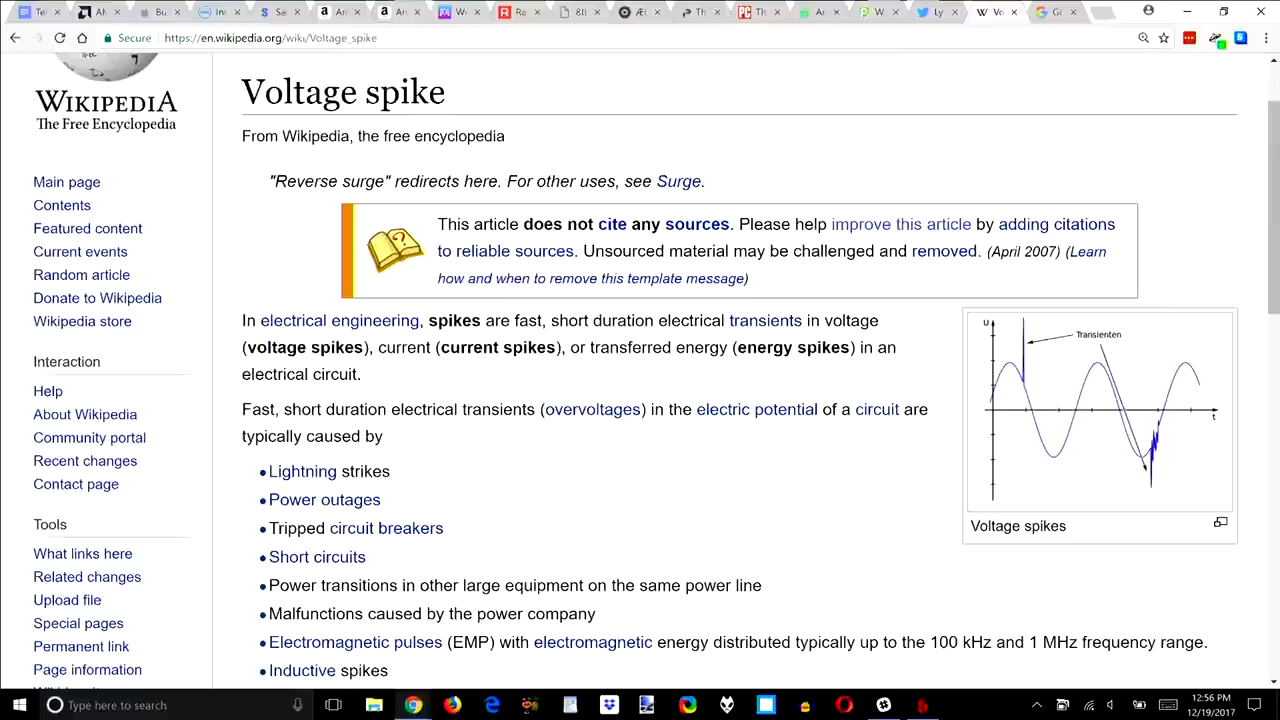 Secure
https://en.wikipedia.org/wiki/Voltage_spike
WIKIPEDIA
The Free Encyclopedia
Main page
Contents
Featured content
Current events
Random article
Donate to Wikipedia
Wikipedia store
Interaction
Help
About Wikipedia
Community portal
Recent changes
Contact page
Tools
What links here
Related changes
Upload file
Special pages
Permanent link
Page information
Voltage spike
From Wikipedia, the free encyclopedia
"Reverse surge" redirects here. For other uses, see Surge.
This article does not cite any sources. Please help improve this article by adding citations
to reliable sources. Unsourced material may be challenged and removed. (April 2007) (Learn
how and when to remove this template message)
In electrical engineering, spikes are fast, short duration electrical transients in voltage
(voltage spikes), current (current spikes), or transferred energy (energy spikes) in an
electrical circuit.
Fast, short duration electrical transients (overvoltages) in the electric potential of a circuit are
typically caused by
• Lightning strikes
• Power outages
• Tripped circuit breakers
• Short circuits
• Power transitions in other large equipment on the same power line
• Malfunctions caused by the power company
• Electromagnetic pulses (EMP) with electromagnetic energy distributed typically up to the 100 kHz and 1 MHz frequency range.
• Inductive spikes
U
Transienten
t
Voltage spikes
Type here to search
12:56 PM
12/19/2017